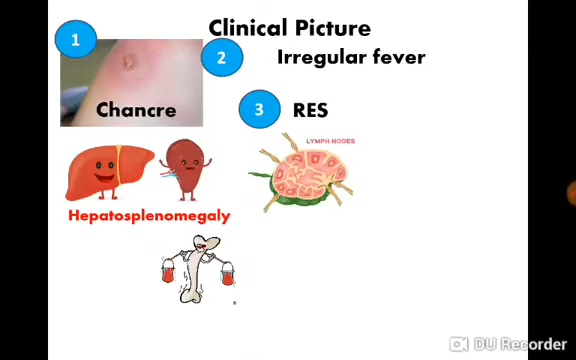 Clinical Picture
1
2
Irregular fever
Chancre
3
RES
LYMPH NODES
Hepatosplenomegaly
DU Recorder